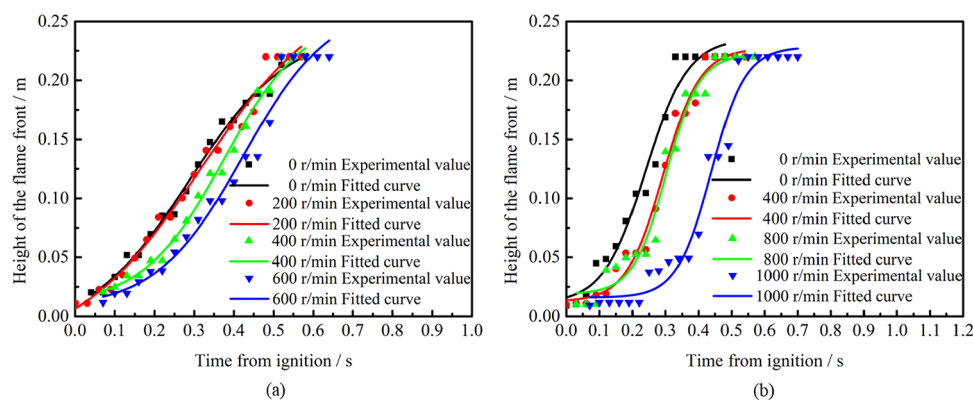 (a)
0.25
0.20
0.15
0.10
0.05
0.00
Height of the flame front / m
0 r/min Experimental value
0 r/min Fitted curve
200 r/min Experimental value
200 r/min Fitted curve
400 r/min Experimental value
400 r/min Fitted curve
600 r/min Experimental value
600 r/min Fitted curve
0.0 0.1 0.2 0.3 0.4 0.5 0.6 0.7 0.8 0.9 1.0
Time from ignition / s
(a)
(b)
0.25
0.20
0.15
0.10
0.05
0.00
Height of the flame front / m
0 r/min Experimental value
0 r/min Fitted curve
400 r/min Experimental value
400 r/min Fitted curve
800 r/min Experimental value
800 r/min Fitted curve
1000 r/min Experimental value
1000 r/min Fitted curve
0.0 0.1 0.2 0.3 0.4 0.5 0.6 0.7 0.8 0.9 1.0 1.1 1.2
Time from ignition / s
(b)